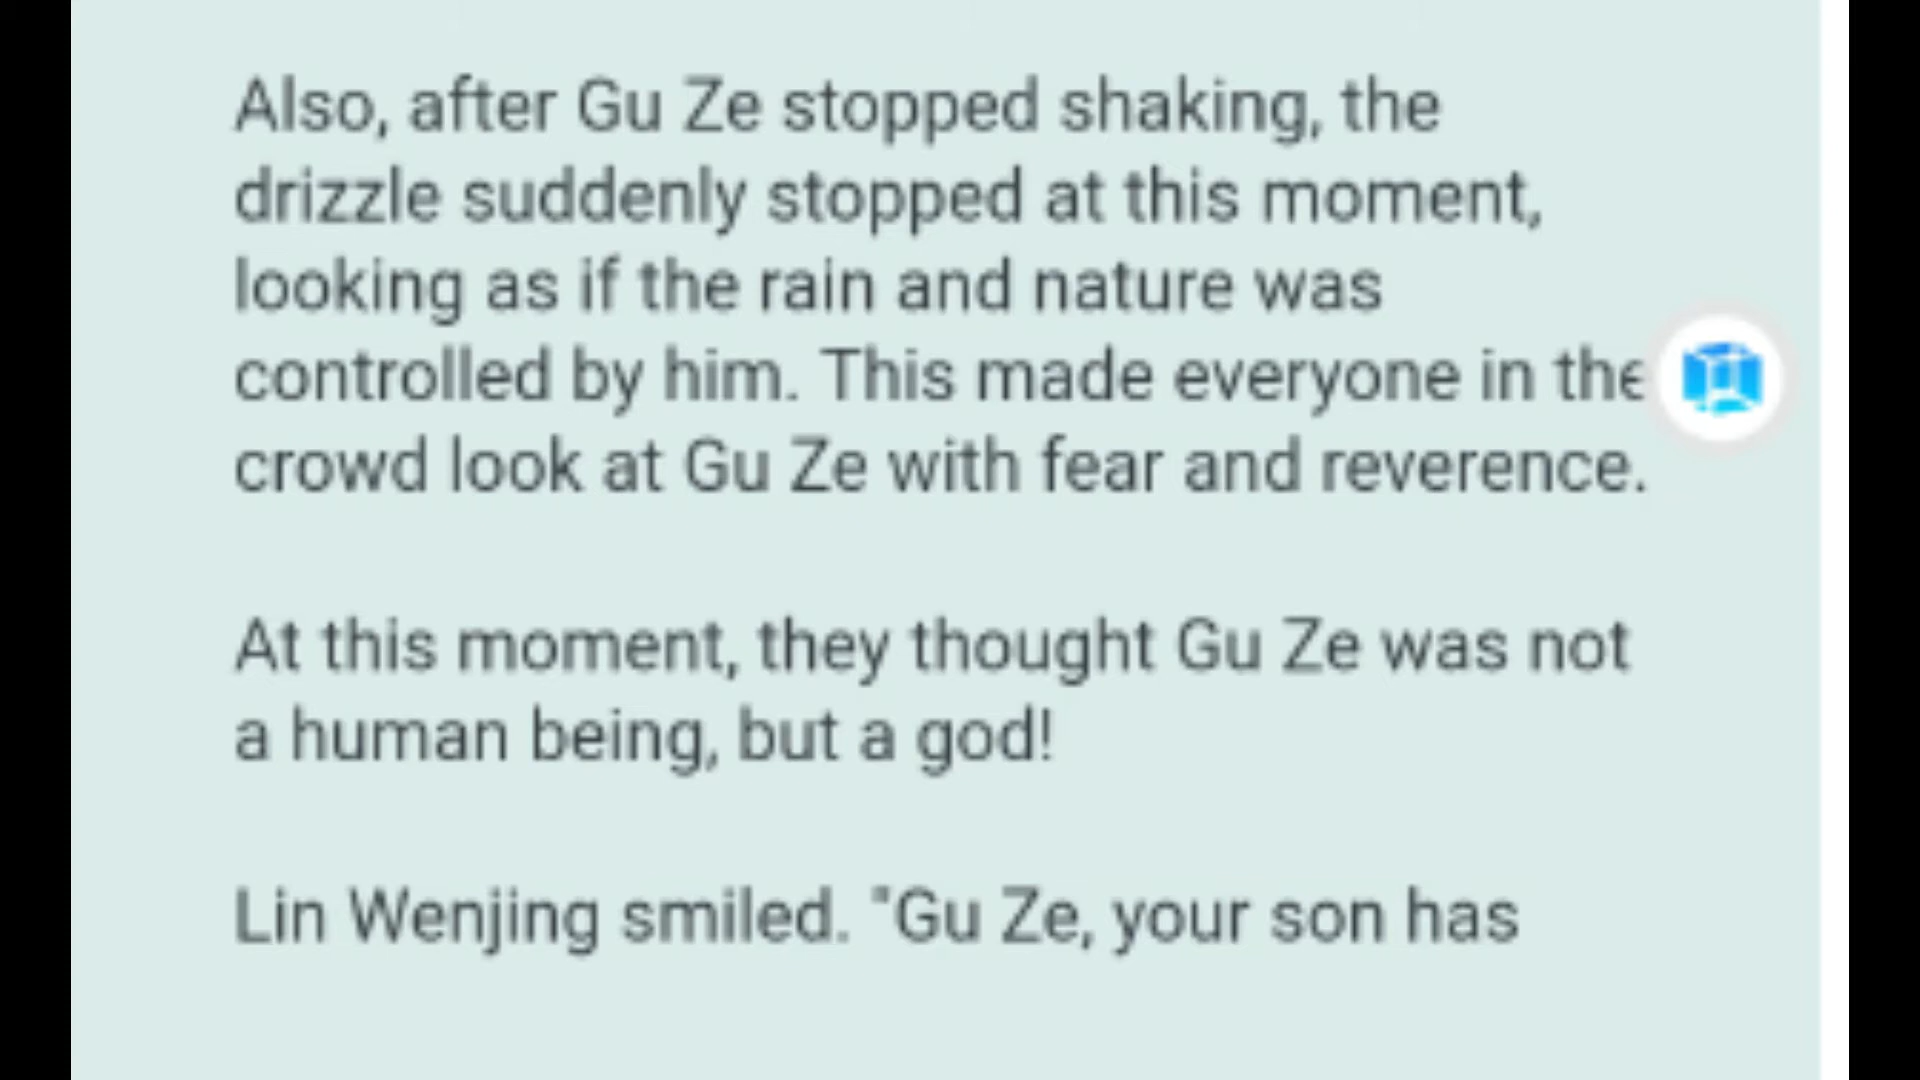 Also, after Gu Ze stopped shaking, the
drizzle suddenly stopped at this moment,
looking as if the rain and nature was
controlled by him. This made everyone in the
crowd look at Gu Ze with fear and reverence.
At this moment, they thought Gu Ze was not
a human being, but a god!
Lin Wenjing smiled. "Gu Ze, your son has